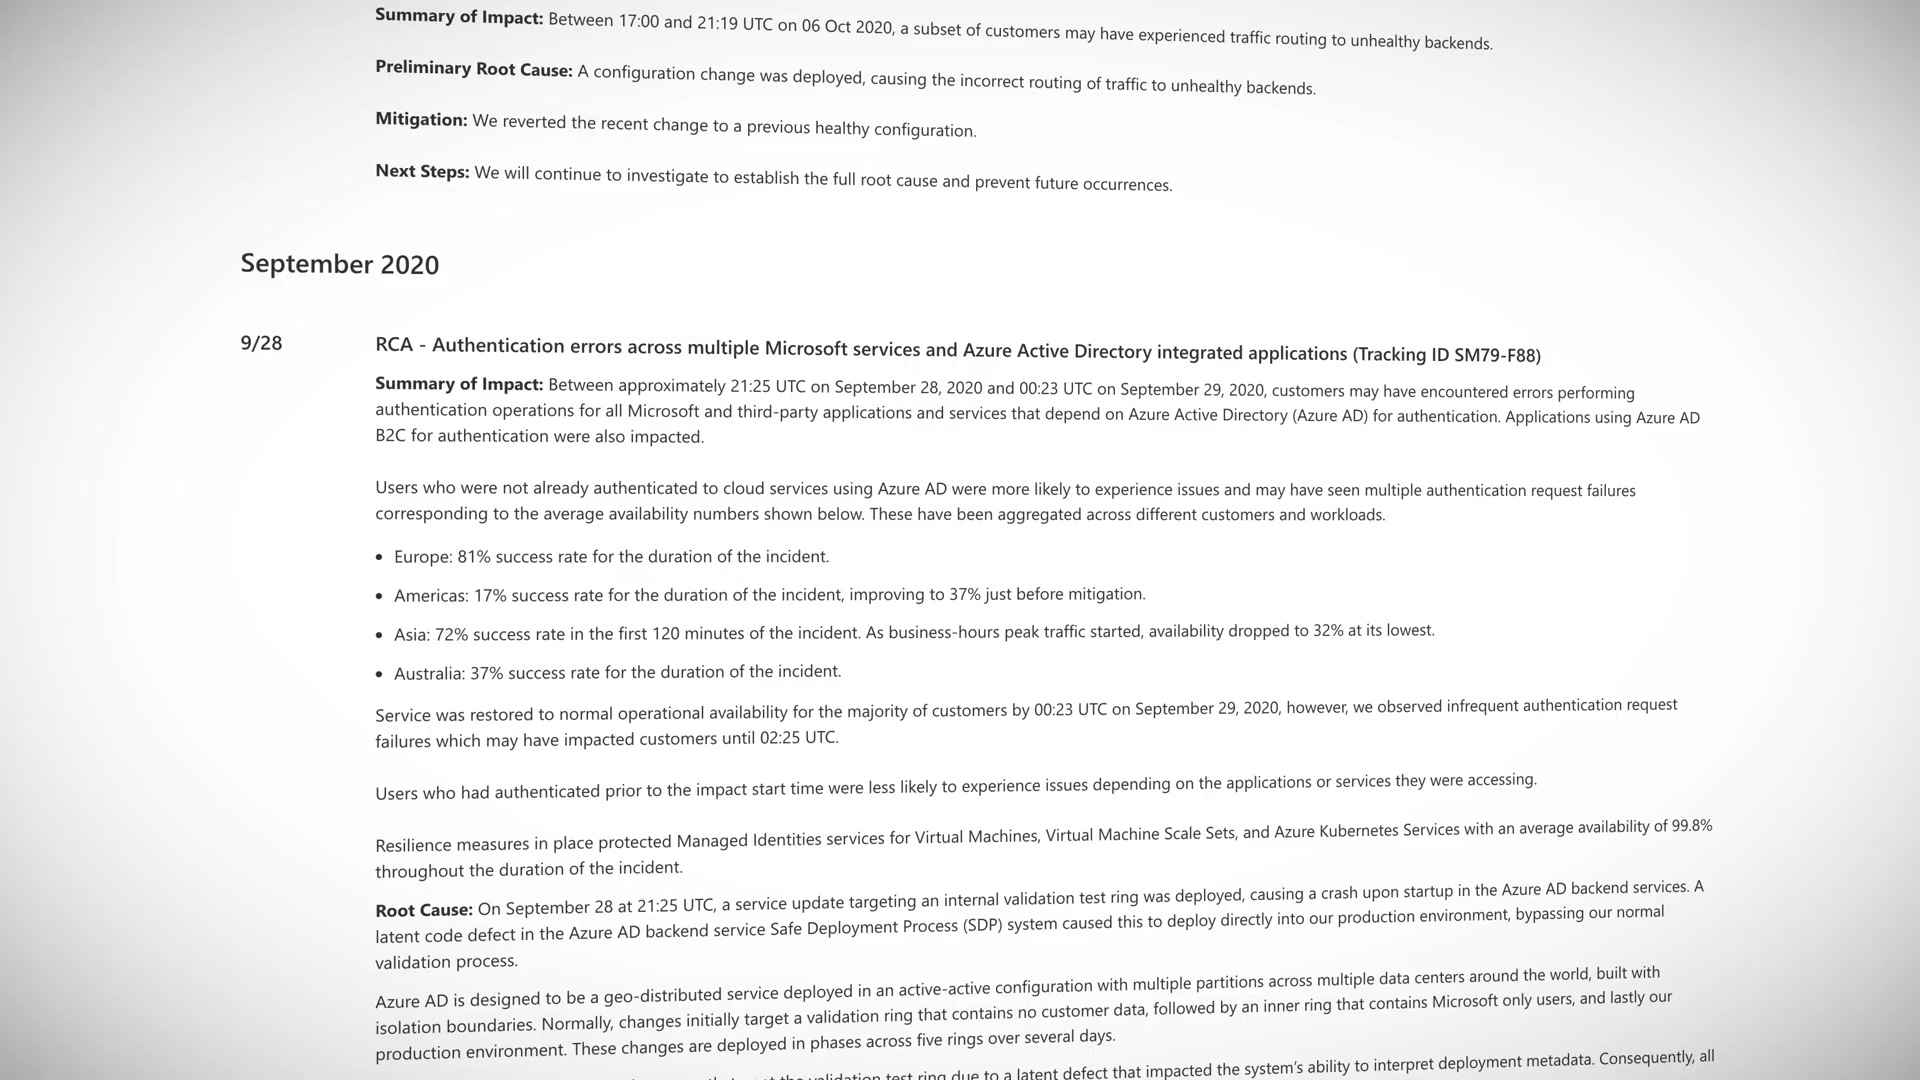 Summary of Impact: Between 17:00 and 21:19 UTC on 06 Oct 2020, a subset of customers may have experienced traffic routing to unhealthy backends.
Preliminary Root Cause: A configuration change was deployed, causing the incorrect routing of traffic to unhealthy backends.
Mitigation: We reverted the recent change to a previous healthy configuration.
Next Steps: We will continue to investigate to establish the full root cause and prevent future occurrences.
September 2020
9/28
RCA - Authentication errors across multiple Microsoft services and Azure Active Directory integrated applications (Tracking ID SM79-F88)
Summary of Impact: Between approximately 21:25 UTC on September 28, 2020 and 00:23 UTC on September 29, 2020, customers may have encountered errors performing
authentication operations for all Microsoft and third-party applications and services that depend on Azure Active Directory (Azure AD) for authentication. Applications using Azure AD
B2C for authentication were also impacted.
Users who were not already authenticated to cloud services using Azure AD were more likely to experience issues and may have seen multiple authentication request failures
corresponding to the average availability numbers shown below. These have been aggregated across different customers and workloads.
• Europe: 81% success rate for the duration of the incident.
• Americas: 17% success rate for the duration of the incident, improving to 37% just before mitigation.
• Asia: 72% success rate in the first 120 minutes of the incident. As business-hours peak traffic started, availability dropped to 32% at its lowest.
• Australia: 37% success rate for the duration of the incident.
Service was restored to normal operational availability for the majority of customers by 00:23 UTC on September 29, 2020, however, we observed infrequent authentication request
failures which may have impacted customers until 02:25 UTC.
Users who had authenticated prior to the impact start time were less likely to experience issues depending on the applications or services they were accessing.
Resilience measures in place protected Managed Identities services for Virtual Machines, Virtual Machine Scale Sets, and Azure Kubernetes Services with an average availability of 99.8%
throughout the duration of the incident.
Root Cause: On September 28 at 21:25 UTC, a service update targeting an internal validation test ring was deployed, causing a crash upon startup in the Azure AD backend services. A
latent code defect in the Azure AD backend service Safe Deployment Process (SDP) system caused this to deploy directly into our production environment, bypassing our normal
validation process.
Azure AD is designed to be a geo-distributed service deployed in an active-active configuration with multiple partitions across multiple data centers around the world, built with
isolation boundaries. Normally, changes initially target a validation ring that contains no customer data, followed by an inner ring that contains Microsoft only users, and lastly our
production environment. These changes are deployed in phases across five rings over several days.
the validation test ring due to a latent defect that impacted the system's ability to interpret deployment metadata. Consequently, all